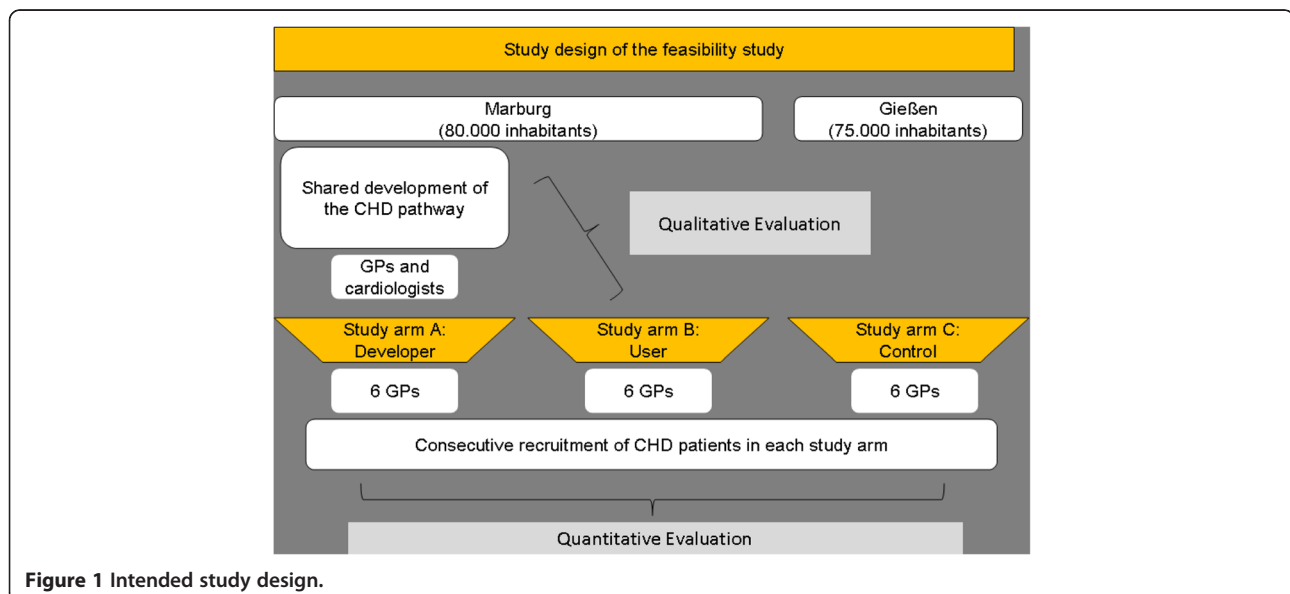 Study design of the feasibility study
Marburg
(80.000 inhabitants)
Gießen
(75.000 inhabitants)
Shared development of
the CHD pathway
Qualitative Evaluation
GPs and
cardiologists
Study arm A:
Developer
Study arm B:
User
Study arm C:
Control
6 GPs
6 GPs
6 GPs
Consecutive recruitment of CHD patients in each study arm
Quantitative Evaluation
Figure 1 Intended study design.